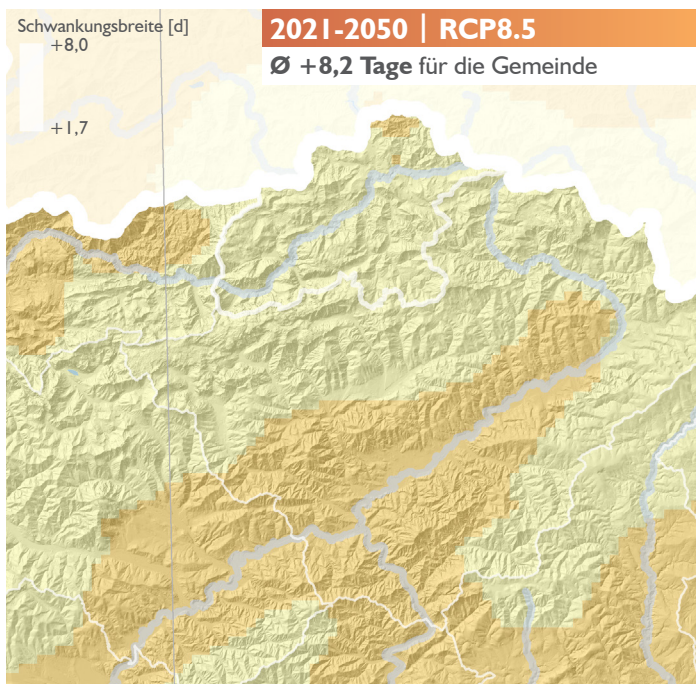 Schwankungsbreite [d]
+8,0
+1,7
2021-2050 | RCP8.5
Ø +8,2 Tage für die Gemeinde